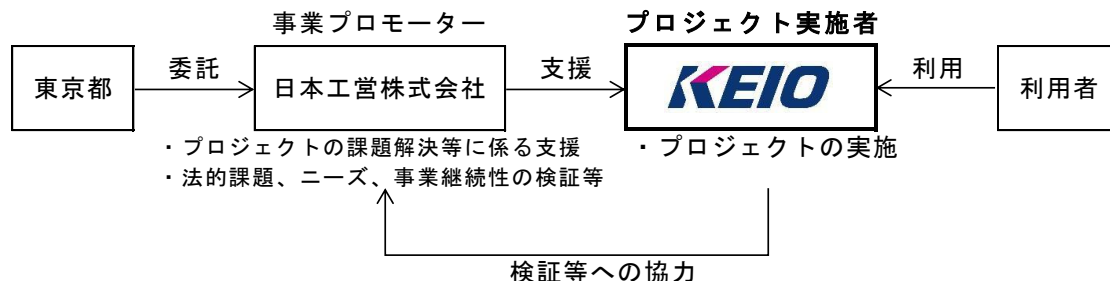 事業プロモーター
プロジェクト実施者
東京都
委託
日本工営株式会社
支援
KEIO
利用
利用者
・プロジェクトの課題解決等に係る支援
・法的課題、ニーズ、事業継続性の検証等
・プロジェクトの実施
検証等への協力